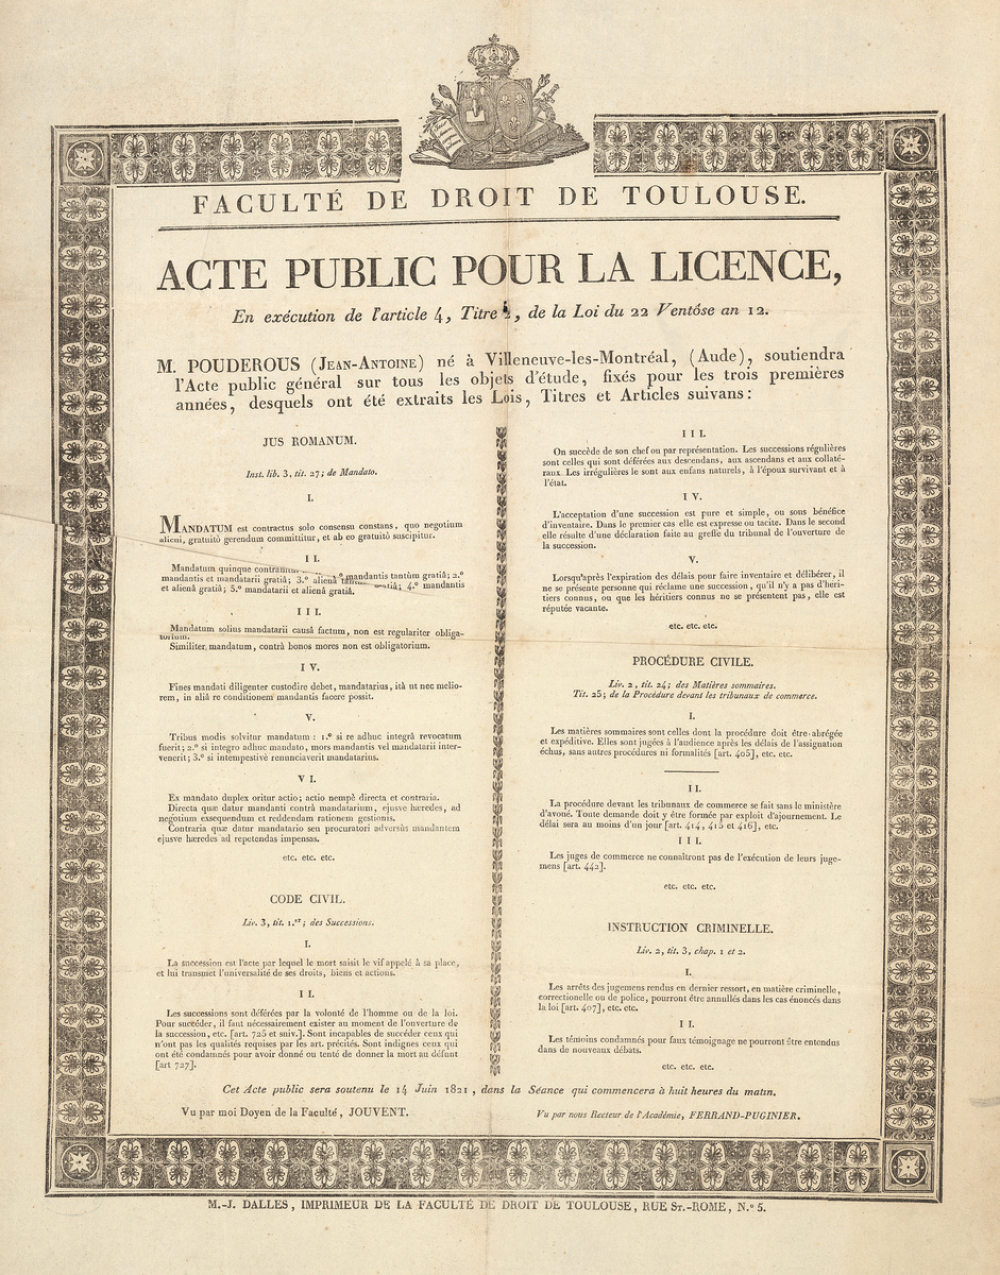 FACULTÉ DE DROIT DE TOULOUSE.
ACTE PUBLIC POUR LA LICENCE,
En exécution de l'article 4, Titre 2, de la Loi du 22 Ventôse an 12.
M. POUDEROUS (JEAN-ANTOINE) né à Villeneuve-les-Montréal, (Aude), soutiendra
l'Acte public général sur tous les objets d'étude, fixés pour les trois premières
années, desquels ont été extraits les Lois, Titres et Articles suivans:
JUS ROMANUM.
Inst. lib. 3, tit. 27; de Mandato.
I.
MANDATUM est contractus solo consensu constans, quo negotium
alicui, gratuitò gerendum committitur, et ab eo gratuitò suscipitur.
II.
Mandatum quinque contrahitur
mandantis tantùm gratiâ; 2.º
mandantis et mandatarii gratiâ; 3.º alienâ tantùm gratiâ; 4.º mandantis
et alienâ gratiâ; 5.º mandatarii et alienâ gratiâ.
III.
Mandatum solius mandatarii causâ factum, non est regulariter obliga-
torium.
Similiter, mandatum, contrà bonos mores non est obligatorium.
IV.
Fines mandati diligenter custodire debet, mandatarius, ità ut nec melio-
rem, in aliâ re conditionem mandantis facere possit.
V.
Tribus modis solvitur mandatum : 1.º si re adhuc integrâ revocatum
fuerit; 2.º si integro adhuc mandato, mors mandantis vel mandatarii inter-
venerit; 3.º si intempestivè renunciaverit mandatarius.
VI.
Ex mandato duplex oritur actio; actio nempè directa et contraria.
Directa quæ datur mandanti contrà mandatarium, ejusve hæredes, ad
negotium exsequendum et reddendam rationem gestionis.
Contraria quæ datur mandatario seu procuratori adversùs mandantem
ejusve hæredes ad repetendas impensas.
etc. etc. etc.
CODE CIVIL.
Liv. 3, tit. 1.er; des Successions.
I.
La succession est l'acte par lequel le mort saisit le vif appelé à sa place,
et lui transmet l'universalité de ses droits, biens et actions.
II.
Les successions sont déférées par la volonté de l'homme ou de la loi.
Pour succéder, il faut nécessairement exister au moment de l'ouverture de
la succession, etc. [art. 725 et suiv.]. Sont incapables de succéder ceux qui
n'ont pas les qualités requises par les art. précités. Sont indignes ceux qui
ont été condamnés pour avoir donné ou tenté de donner la mort au défunt
[art 727].
III.
On succède de son chef ou par représentation. Les successions régulières
sont celles qui sont déférées aux descendans, aux ascendans et aux collaté-
raux. Les irrégulières le sont aux enfans naturels, à l'époux survivant et à
l'état.
IV.
L'acceptation d'une succession est pure et simple, ou sous bénéfice
d'inventaire. Dans le premier cas elle est expresse ou tacite. Dans le second
elle résulte d'une déclaration faite au greffe du tribunal de l'ouverture de
la succession.
V.
Lorsqu'après l'expiration des délais pour faire inventaire et délibérer, il
ne se présente personne qui réclame une succession, qu'il n'y a pas d'héri-
tiers connus, ou que les héritiers connus ne se présentent pas, elle est
réputée vacante.
etc. etc. etc.
PROCÉDURE CIVILE.
Liv. 2, tit. 24; des Matières sommaires.
Tit. 25; de la Procédure devant les tribunaux de commerce.
I.
Les matières sommaires sont celles dont la procédure doit être abrégée
et expéditive. Elles sont jugées à l'audience après les délais de l'assignation
échus, sans autres procédures ni formalités [art. 405], etc. etc.
II.
La procédure devant les tribunaux de commerce se fait sans le ministère
d'avoué. Toute demande doit y être formée par exploit d'ajournement. Le
délai sera au moins d'un jour [art. 414, 415 et 416], etc.
III.
Les juges de commerce ne connaîtront pas de l'exécution de leurs juge-
mens [art. 442].
etc. etc. etc.
INSTRUCTION CRIMINELLE.
Liv. 2, tit. 3, chap. 1 et 2.
I.
Les arrêts des jugemens rendus en dernier ressort, en matière criminelle,
correctionelle ou de police, pourront être annullés dans les cas énoncés dans
la loi [art. 407], etc. etc.
II.
Les témoins condamnés pour faux témoignage ne pourront être entendus
dans de nouveaux débats.
etc. etc. etc.
Cet Acte public sera soutenu le 14 Juin 1821, dans la Séance qui commencera à huit heures du matin.
Vu par moi Doyen de la Faculté, JOUVENT.
Vu par nous Recteur de l'Académie, FERRAND-PUGINIER.
M.-J. DALLES, IMPRIMEUR DE LA FACULTÉ DE DROIT DE TOULOUSE, RUE ST.-ROME, N.º 5.